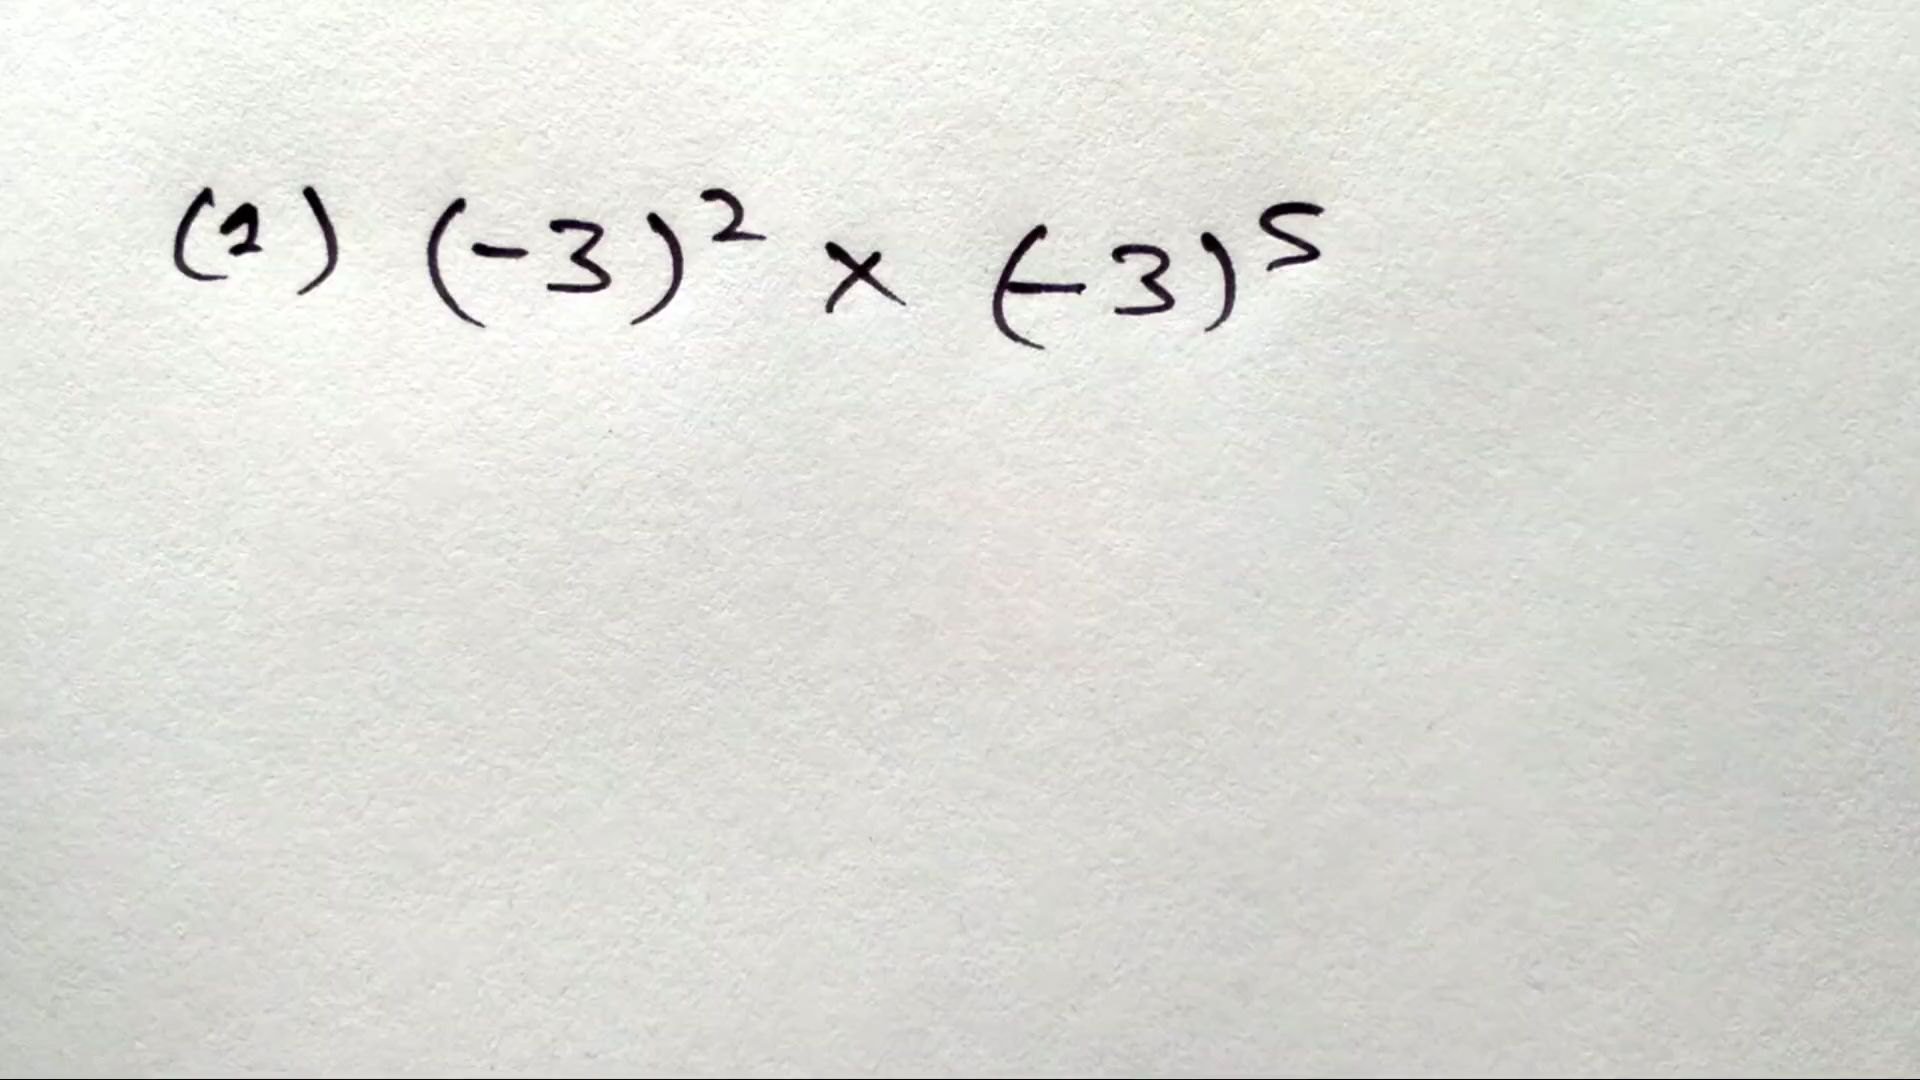 (1) (-3)² × (-3)⁵